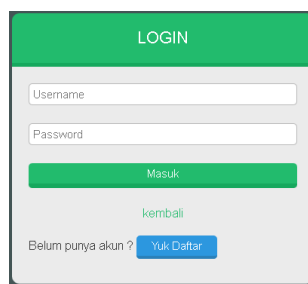 LOGIN
Username
Password
Masuk
kembali
Belum punya akun ? Yuk Daftar